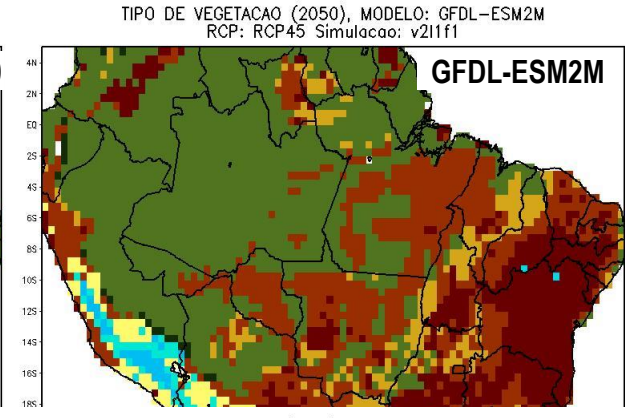 TIPO DE VEGETACAO (2050), MODELO: GFDL-ESM2M
RCP: RCP45 Simulacao: v2l1f1
)
GFDL-ESM2M
4N
2N
EQ
2S
4S
6S
8S
10S
12S
14S
16S
18S